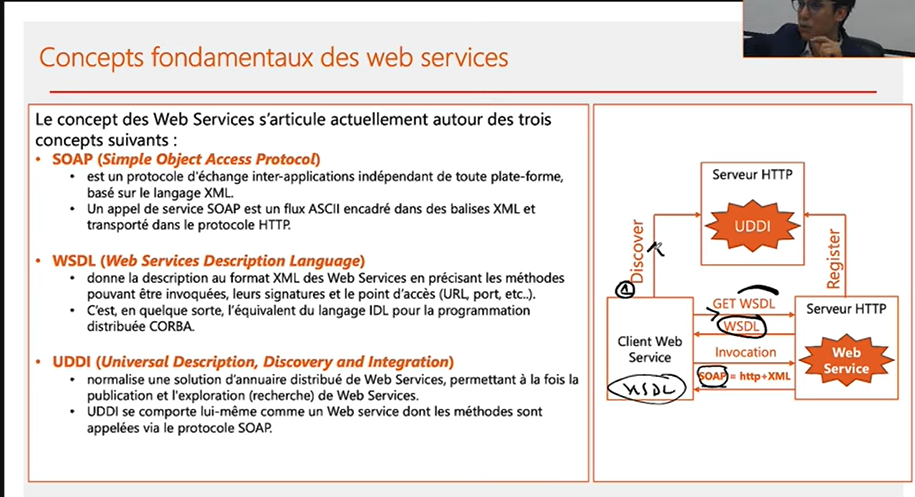 Concepts fondamentaux des web services
Le concept des Web Services s'articule actuellement autour des trois
concepts suivants :
• SOAP (Simple Object Access Protocol)
• est un protocole d'échange inter-applications indépendant de toute plate-forme,
basé sur le langage XML.
• Un appel de service SOAP est un flux ASCII encadré dans des balises XML et
transporté dans le protocole HTTP.
• WSDL (Web Services Description Language)
• donne la description au format XML des Web Services en précisant les méthodes
pouvant être invoquées, leurs signatures et le point d'accès (URL, port, etc..).
• C'est, en quelque sorte, l'équivalent du langage IDL pour la programmation
distribuée CORBA.
• UDDI (Universal Description, Discovery and Integration)
• normalise une solution d'annuaire distribué de Web Services, permettant à la fois la
publication et l'exploration (recherche) de Web Services.
• UDDI se comporte lui-même comme un Web service dont les méthodes sont
appelées via le protocole SOAP.
Serveur HTTP
UDDI
Discover
Register
1
GET WSDL
WSDL
Serveur HTTP
Client Web
Service
Invocation
SOAP = http+XML
Web
Service
WSDL